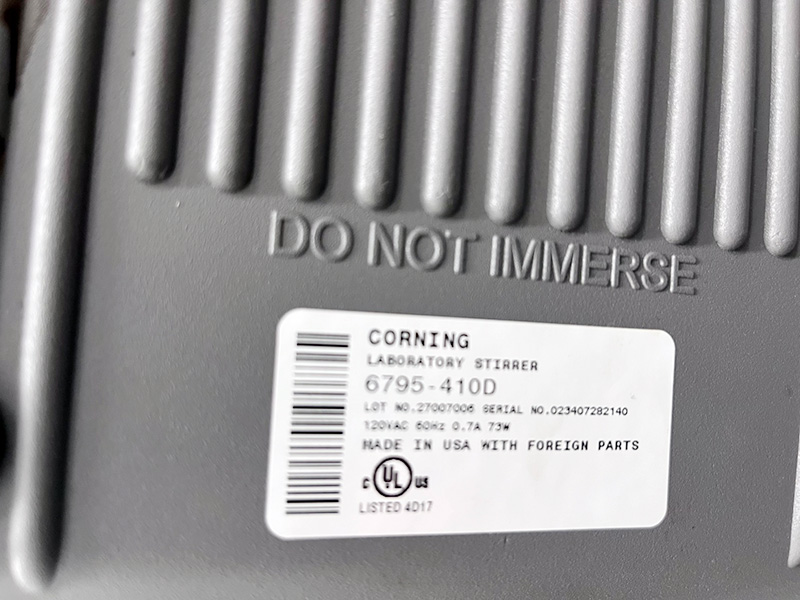 DO NOT IMMERSE
CORNING
LABORATORY STIRRER
6795-410D
LOT NO.27007006 SERIAL NO.023407282140
120VAC 60Hz 0.7A 73W
MADE IN USA WITH FOREIGN PARTS
C UL US
LISTED 4D17